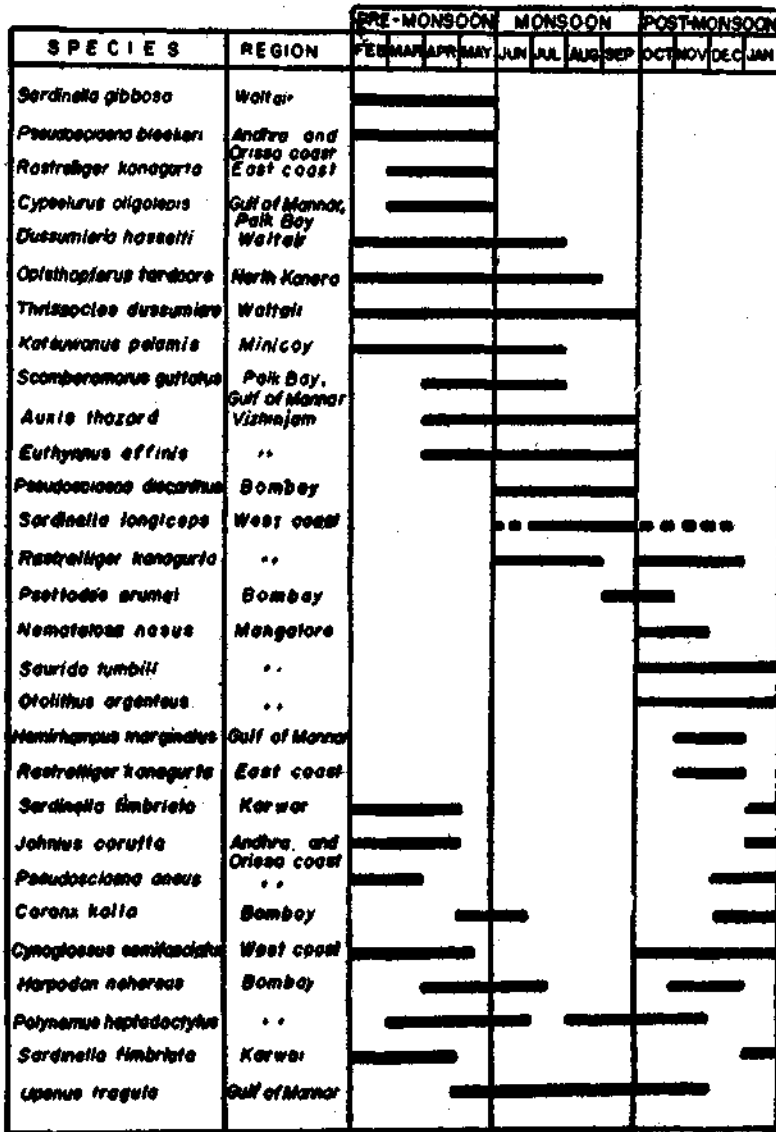 PRE-MONSOON MONSOON POST-MONSOON
SPECIES REGION FEB MAR APR MAY JUN JUL AUG SEP OCT NOV DEC JAN
Sardinella gibbosa Waltair
Pseudosciaena bleekeri Andhra and
Orissa coast
Rastrelliger kanagurta East coast
Cypselurus oligolepis Gulf of Mannar,
Palk Bay
Dussumieria hasselti Waltair
Opisthopterus tardoore North Kanara
Thrissocles dussumiere Waltair
Katsuwonus pelamis Minicoy
Scomberomorus guttatus Palk Bay,
Gulf of Mannar
Auxis thazard Vizhinjam
Euthynnus affinis ,,
Pseudosciaena diacanthus Bombay
Sardinella longiceps West coast
Rastrelliger kanagurta ,,
Psettodes erumei Bombay
Nematalosa nasus Mangalore
Saurida tumbili ,,
Otolithus argenteus ,,
Hemirhampus marginatus Gulf of Mannar
Rastrelliger kanagurta East coast
Sardinella fimbriata Karwar
Johnius carutta Andhra and
Orissa coast
Pseudosciaena aneus ,,
Caranx kalla Bombay
Cynoglossus semifasciatus West coast
Harpodon nehereus Bombay
Polynemus heptadactylus ,,
Sardinella fimbriata Karwar
Upenus tragula Gulf of Mannar